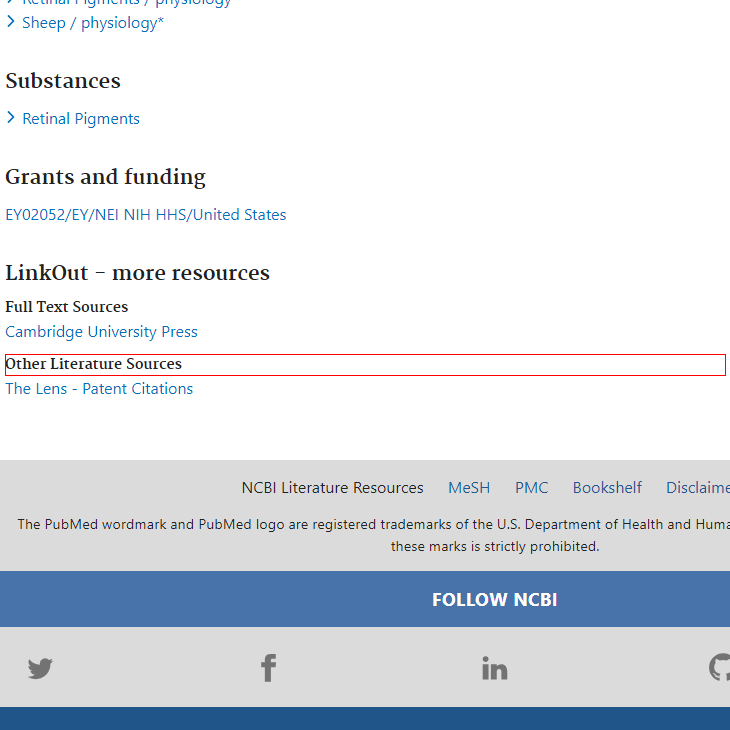 Retinal Pigments / physiology
Sheep / physiology*
Substances
Retinal Pigments
Grants and funding
EY02052/EY/NEI NIH HHS/United States
LinkOut - more resources
Full Text Sources
Cambridge University Press
Other Literature Sources
The Lens - Patent Citations
NCBI Literature Resources MeSH PMC Bookshelf
The PubMed wordmark and PubMed logo are registered trademarks of the U.S. Department of Health and
these marks is strictly prohibited.
FOLLOW NCBI